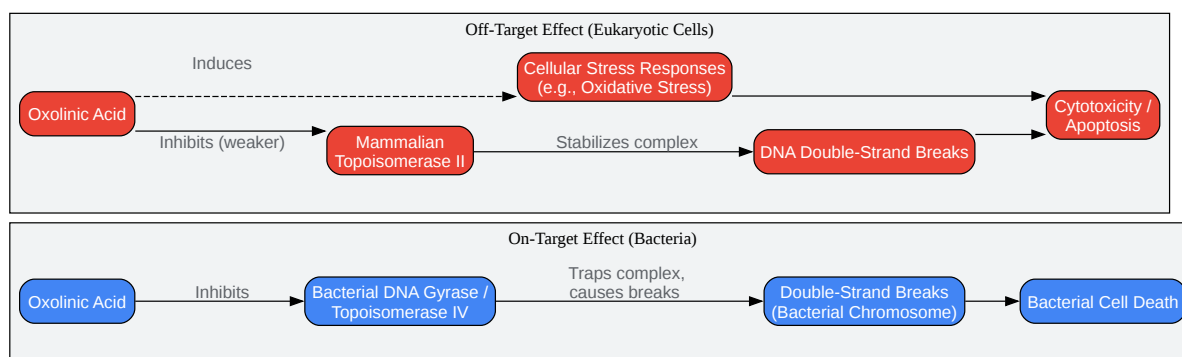 Off-Target Effect (Eukaryotic Cells)
Induces
Cellular Stress Responses
(e.g., Oxidative Stress)
Oxolinic Acid
Cytotoxicity /
Apoptosis
Inhibits (weaker)
Mammalian
Topoisomerase II
Stabilizes complex
DNA Double-Strand Breaks
On-Target Effect (Bacteria)
Oxolinic Acid
Inhibits
Bacterial DNA Gyrase /
Topoisomerase IV
Traps complex,
causes breaks
Double-Strand Breaks
(Bacterial Chromosome)
Bacterial Cell Death